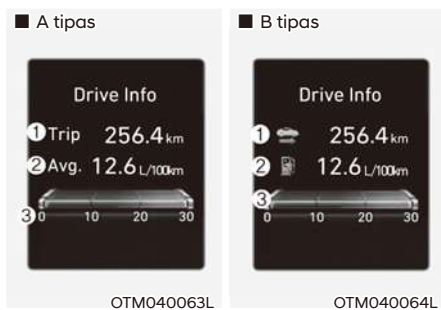 ■ A tipas
Drive Info
① Trip 256.4 km
② Avg. 12.6 L/100km
③ 0 10 20 30
OTM040063L
■ B tipas
Drive Info
① 256.4 km
② 12.6 L/100km
③
0 10 20 30
OTM040064L